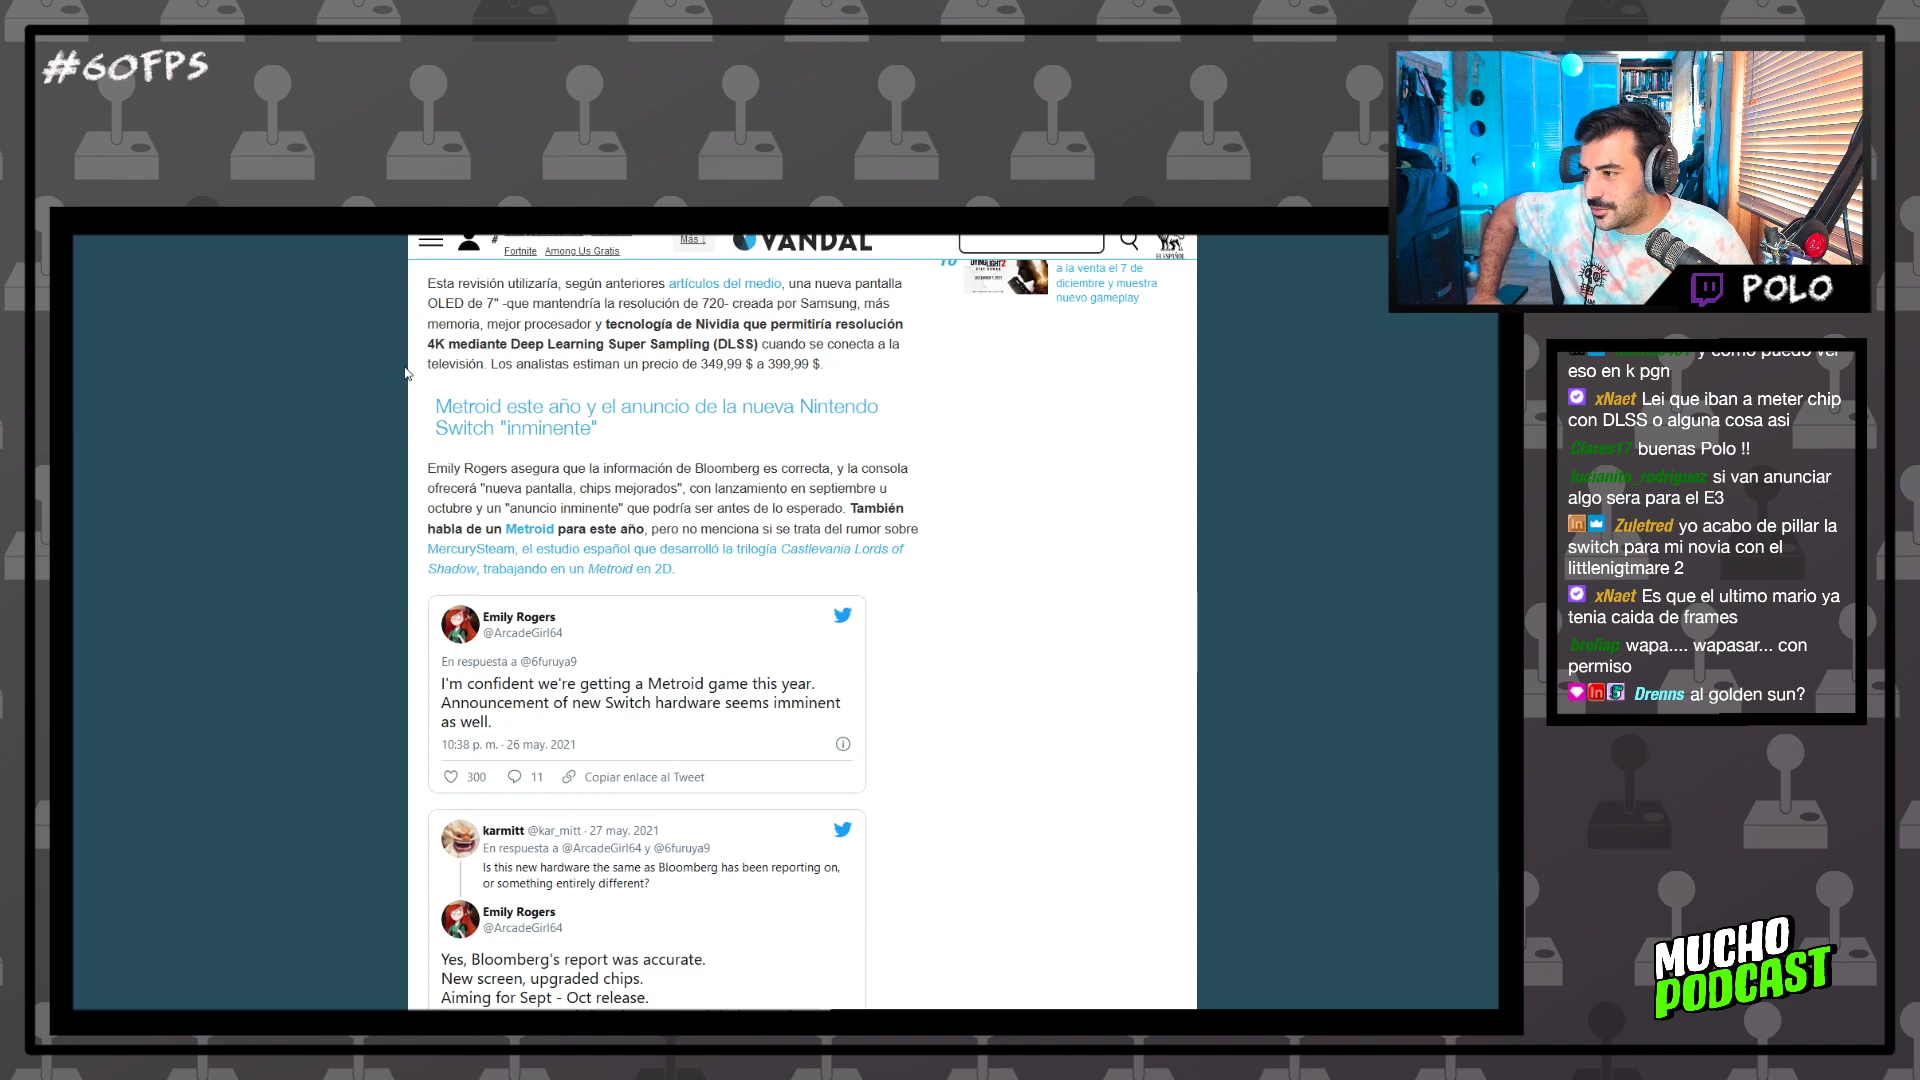 #60FPS
#
Fortnite Among Us Gratis
Más ↓
VANDAL
EL ESPAÑOL
10
DYING LIGHT 2
a la venta el 7 de
diciembre y muestra
nuevo gameplay
Esta revisión utilizaría, según anteriores artículos del medio, una nueva pantalla
OLED de 7" -que mantendría la resolución de 720- creada por Samsung, más
memoria, mejor procesador y tecnología de Nividia que permitiría resolución
4K mediante Deep Learning Super Sampling (DLSS) cuando se conecta a la
televisión. Los analistas estiman un precio de 349,99 $ a 399,99 $.
Metroid este año y el anuncio de la nueva Nintendo
Switch "inminente"
Emily Rogers asegura que la información de Bloomberg es correcta, y la consola
ofrecerá "nueva pantalla, chips mejorados", con lanzamiento en septiembre u
octubre y un "anuncio inminente" que podría ser antes de lo esperado. También
habla de un Metroid para este año, pero no menciona si se trata del rumor sobre
MercurySteam, el estudio español que desarrolló la trilogía Castlevania Lords of
Shadow, trabajando en un Metroid en 2D.
Emily Rogers
@ArcadeGirl64
En respuesta a @6furuya9
I'm confident we're getting a Metroid game this year.
Announcement of new Switch hardware seems imminent
as well.
10:38 p. m. · 26 may. 2021
300 11 Copiar enlace al Tweet
karmitt @kar_mitt · 27 may. 2021
En respuesta a @ArcadeGirl64 y @6furuya9
Is this new hardware the same as Bloomberg has been reporting on,
or something entirely different?
Emily Rogers
@ArcadeGirl64
Yes, Bloomberg's report was accurate.
New screen, upgraded chips.
Aiming for Sept - Oct release.
POLO
y como puedo ver
eso en k pgn
xNaet Lei que iban a meter chip
con DLSS o alguna cosa asi
Clares17 buenas Polo !!
lucianito_rodriguez si van anunciar
algo sera para el E3
Zuletred yo acabo de pillar la
switch para mi novia con el
littlenigtmare 2
xNaet Es que el ultimo mario ya
tenia caida de frames
broliap wapa.... wapasar... con
permiso
Drenns al golden sun?
MUCHO
PODCAST